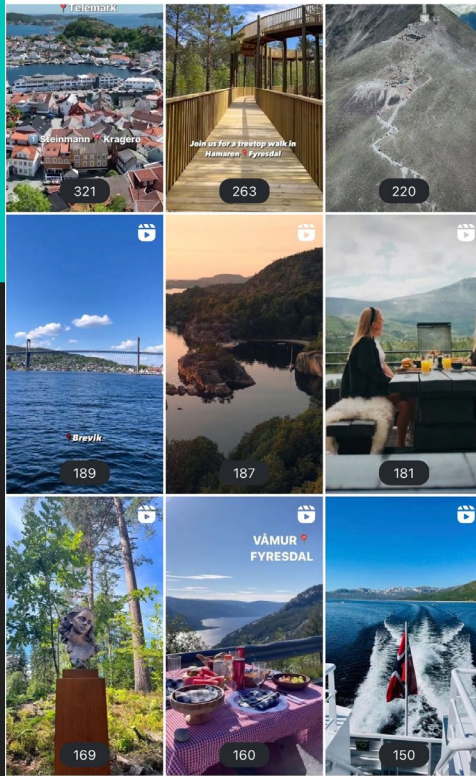 Telemark
Steinmann Kragerø
321
Join us for a treetop walk in
Hamaren Fyresdal
263
220
Brevik
189
187
181
169
VÅMUR
FYRESDAL
160
150